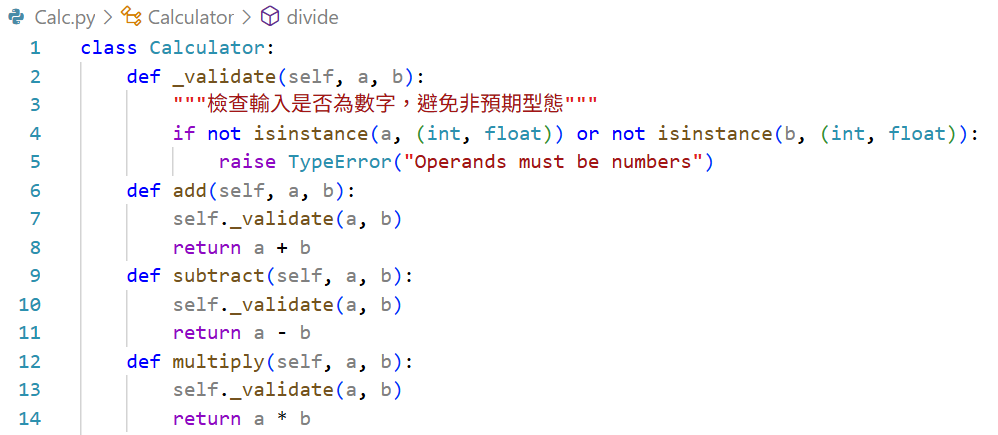 Calc.py > Calculator > divide
1 class Calculator:
2     def _validate(self, a, b):
3         """檢查輸入是否為數字，避免非預期型態"""
4         if not isinstance(a, (int, float)) or not isinstance(b, (int, float)):
5             raise TypeError("Operands must be numbers")
6     def add(self, a, b):
7         self._validate(a, b)
8         return a + b
9     def subtract(self, a, b):
10         self._validate(a, b)
11         return a - b
12     def multiply(self, a, b):
13         self._validate(a, b)
14         return a * b